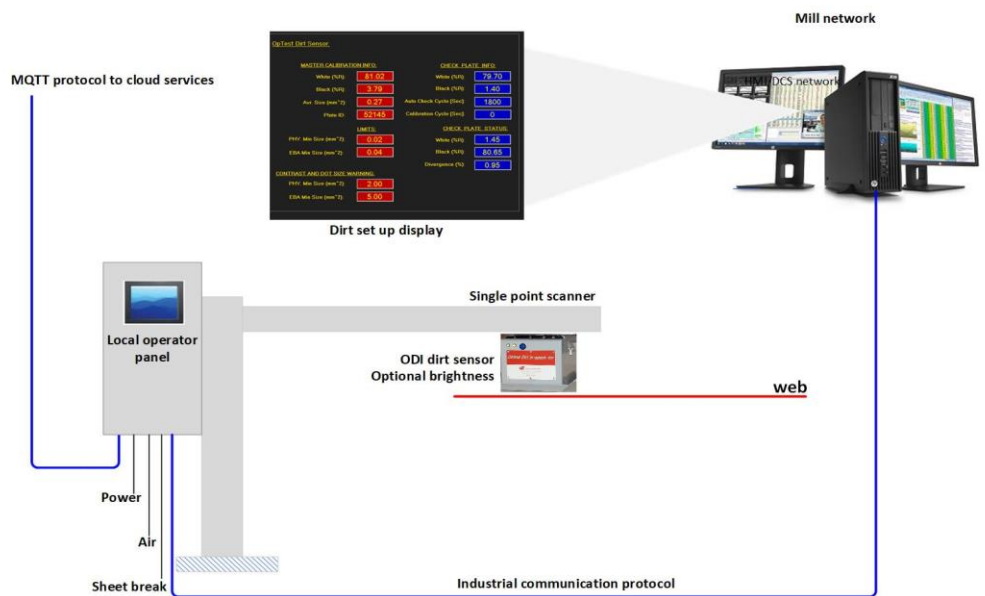 Mill network
MQTT protocol to cloud services
HMI/DCS network
OpTest Dirt Sensor:
MASTER CALIBRATION INFO:
White (%R): 81.02
Black (%R): 3.79
Avr. Size (mm^2): 0.27
Plate ID: 52145
LIMITS:
PHY. Min Size (mm^2): 0.02
EBA Min Size (mm^2): 0.04
CONTRAST AND DOT SIZE WARNING:
PHY. Min Size (mm^2): 2.00
EBA Min Size (mm^2): 5.00
CHECK PLATE INFO:
White (%R): 79.70
Black (%R): 1.40
Auto Check Cycle (Sec) 1800
Calibration Cycle (Sec) 0
CHECK PLATE STATUS:
White (%R): 1.45
Black (%R): 80.65
Divergence (%) 0.95
Dirt set up display
Single point scanner
Local operator
panel
ODI dirt sensor
Optional brightness
web
Power
Air
Sheet break
Industrial communication protocol